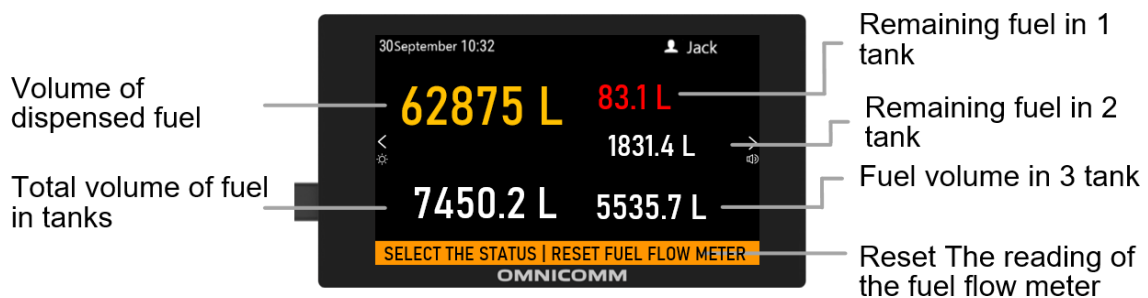 Volume of
dispensed fuel
Total volume of fuel
in tanks
30September 10:32
Jack
62875 L
83.1 L
1831.4 L
7450.2 L
5535.7 L
SELECT THE STATUS | RESET FUEL FLOW METER
OMNICOMM
Remaining fuel in 1
tank
Remaining fuel in 2
tank
Fuel volume in 3 tank
Reset The reading of
the fuel flow meter